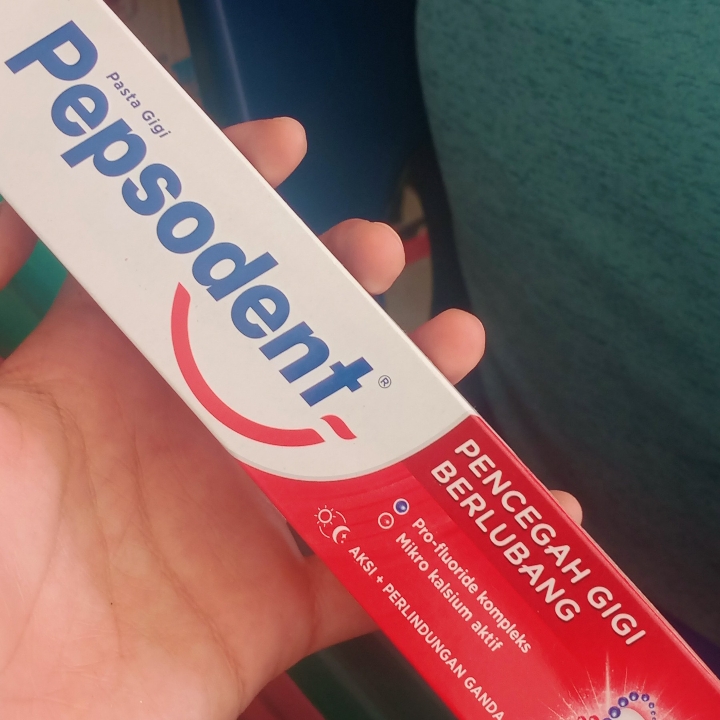 Pasta Gigi
Pepsodent®
PENCEGAH GIGI
BERLUBANG
Pro-fluoride kompleks
Mikro kalsium aktif
AKSI + PERLINDUNGAN GANDA